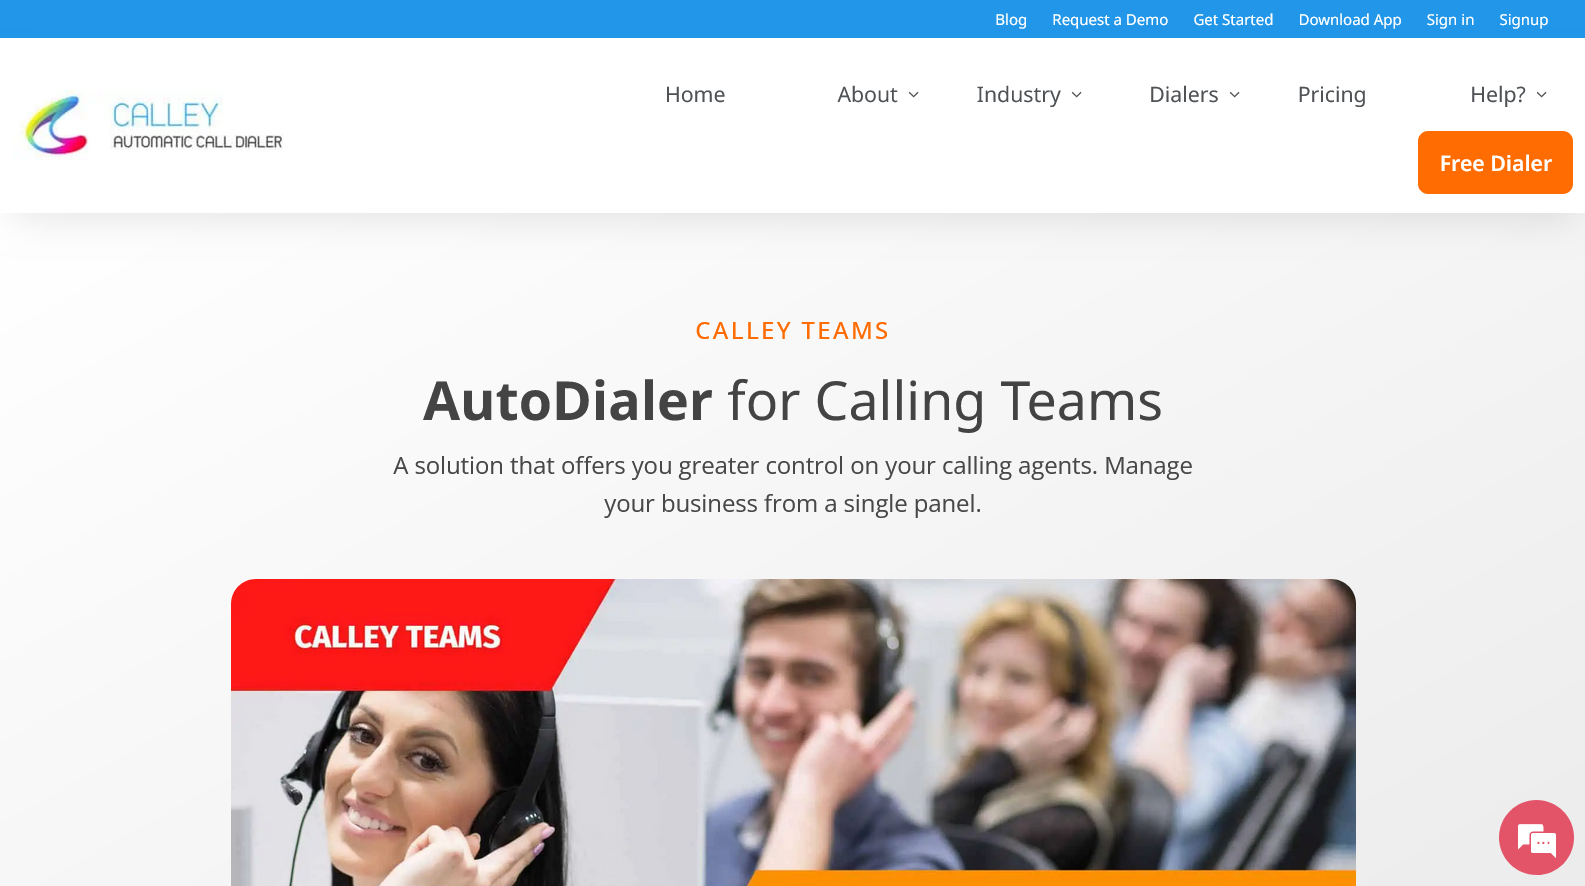 Blog Request a Demo Get Started Download App Sign in Signup
CALLEY
AUTOMATIC CALL DIALER
Home About Industry Dialers Pricing Help?
Free Dialer
CALLEY TEAMS
AutoDialer for Calling Teams
A solution that offers you greater control on your calling agents. Manage
your business from a single panel.
CALLEY TEAMS